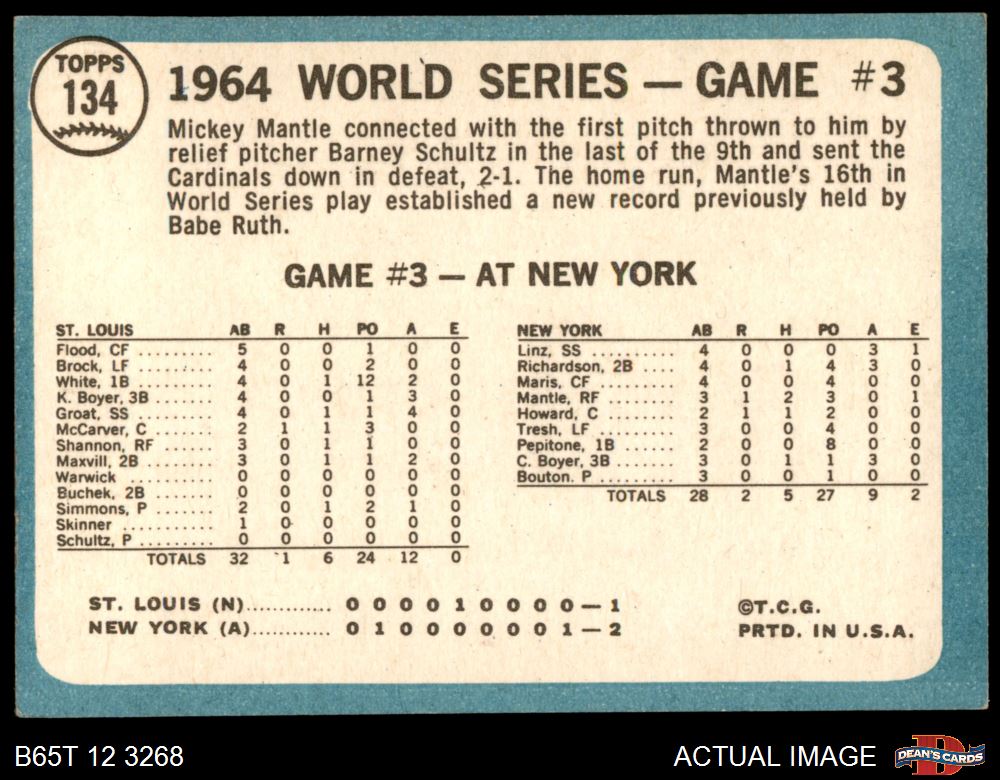 TOPPS
134
1964 WORLD SERIES — GAME #3
Mickey Mantle connected with the first pitch thrown to him by
relief pitcher Barney Schultz in the last of the 9th and sent the
Cardinals down in defeat, 2-1. The home run, Mantle's 16th in
World Series play established a new record previously held by
Babe Ruth.
GAME #3 — AT NEW YORK
ST. LOUIS AB R H PO A E
Flood, CF ......... 5 0 0 1 0 0
Brock, LF ......... 4 0 0 2 0 0
White, 1B ......... 4 0 1 12 2 0
K. Boyer, 3B ....... 4 0 0 1 3 0
Groat, SS ......... 4 0 1 1 4 0
McCarver, C ....... 2 1 1 3 0 0
Shannon, RF ....... 3 0 1 1 0 0
Maxvill, 2B ........ 3 0 1 1 2 0
Warwick ........... 0 0 0 0 0 0
Buchek, 2B ........ 0 0 0 0 0 0
Simmons, P ........ 2 0 1 2 1 0
Skinner ........... 1 0 0 0 0 0
Schultz, P ......... 0 0 0 0 0 0
TOTALS 32 1 6 24 12 0
NEW YORK AB R H PO A E
Linz, SS .......... 4 0 0 0 3 1
Richardson, 2B .... 4 0 1 4 3 0
Maris, CF ......... 4 0 0 4 0 0
Mantle, RF ........ 3 1 2 3 0 1
Howard, C ......... 2 1 1 2 0 0
Tresh, LF ......... 3 0 0 4 0 0
Pepitone, 1B ...... 2 0 0 8 0 0
C. Boyer, 3B ....... 3 0 1 1 3 0
Bouton. P ......... 3 0 0 1 0 0
TOTALS 28 2 5 27 9 2
ST. LOUIS (N)............. 0 0 0 0 1 0 0 0 0 — 1
NEW YORK (A)............ 0 1 0 0 0 0 0 0 1 — 2
©T.C.G.
PRTD. IN U.S.A.
B65T 12 3268
ACTUAL IMAGE
D
DEAN'S CARDS